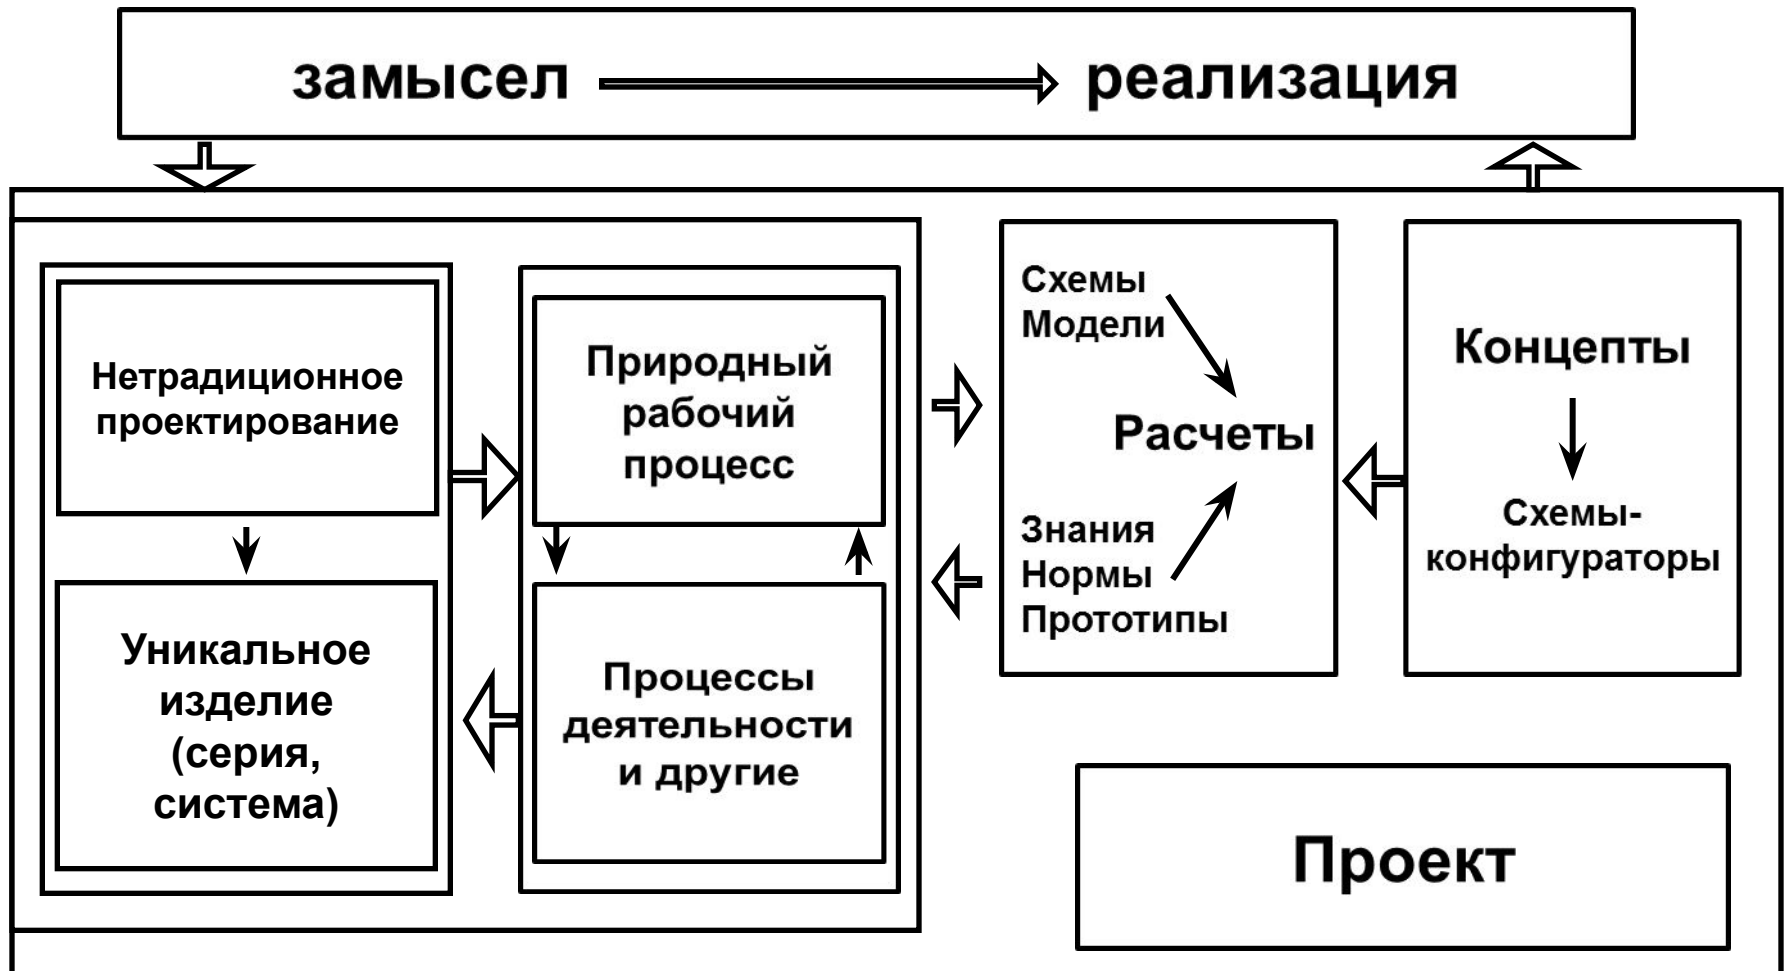 замысел реализация
Нетрадиционное
проектирование
Уникальное
изделие
(серия,
система)
Природный
рабочий
процесс
Процессы
деятельности
и другие
Схемы
Модели
Расчеты
Знания
Нормы
Прототипы
Концепты
Схемы-
конфигураторы
Проект